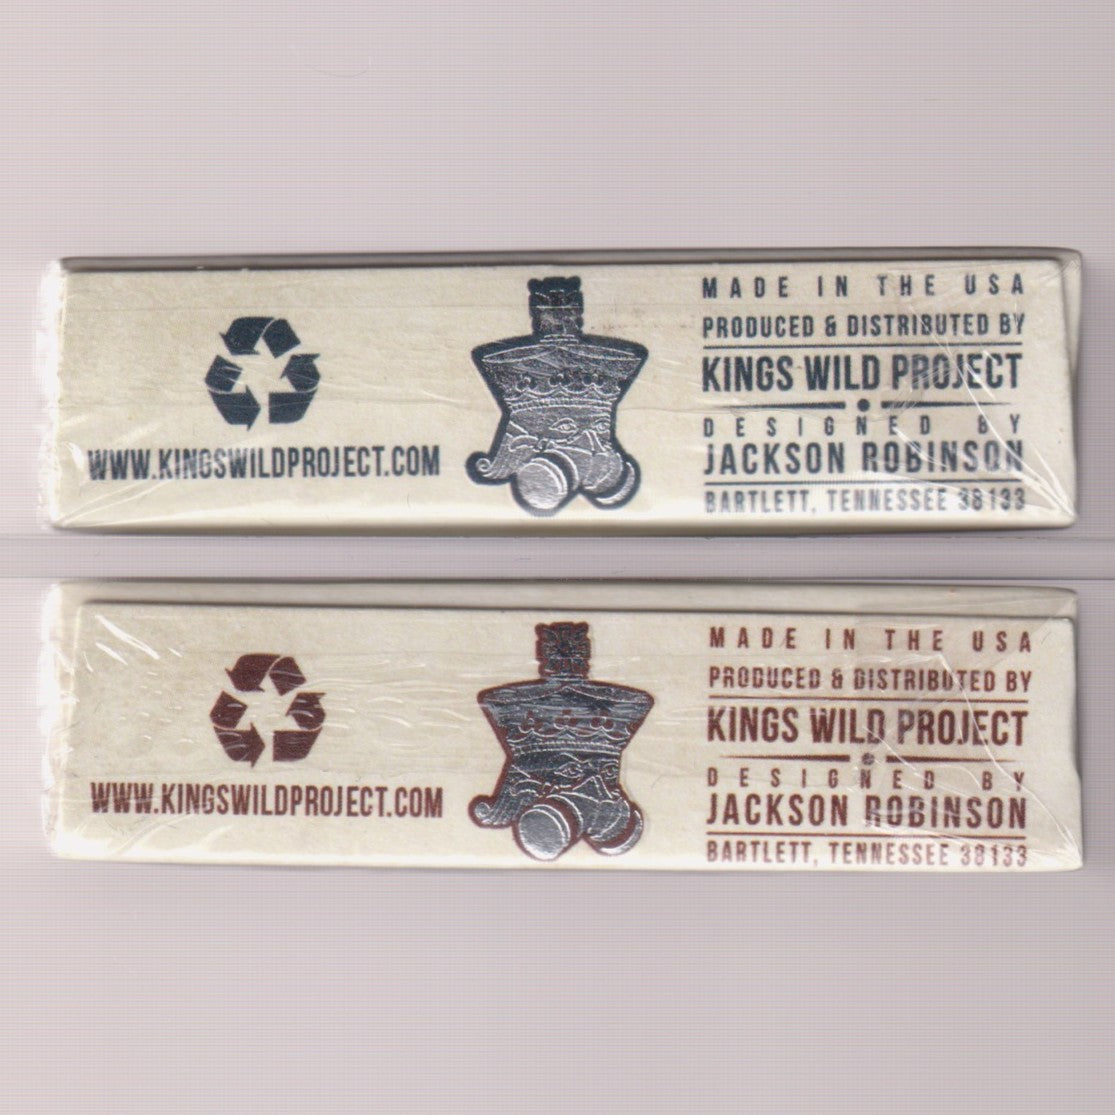 WWW.KINGSWILDPROJECT.COM
MADE IN THE USA
PRODUCED & DISTRIBUTED BY
KINGS WILD PROJECT
DESIGNED BY
JACKSON ROBINSON
BARTLETT, TENNESSEE 38133
WWW.KINGSWILDPROJECT.COM
MADE IN THE USA
PRODUCED & DISTRIBUTED BY
KINGS WILD PROJECT
DESIGNED BY
JACKSON ROBINSON
BARTLETT, TENNESSEE 38133